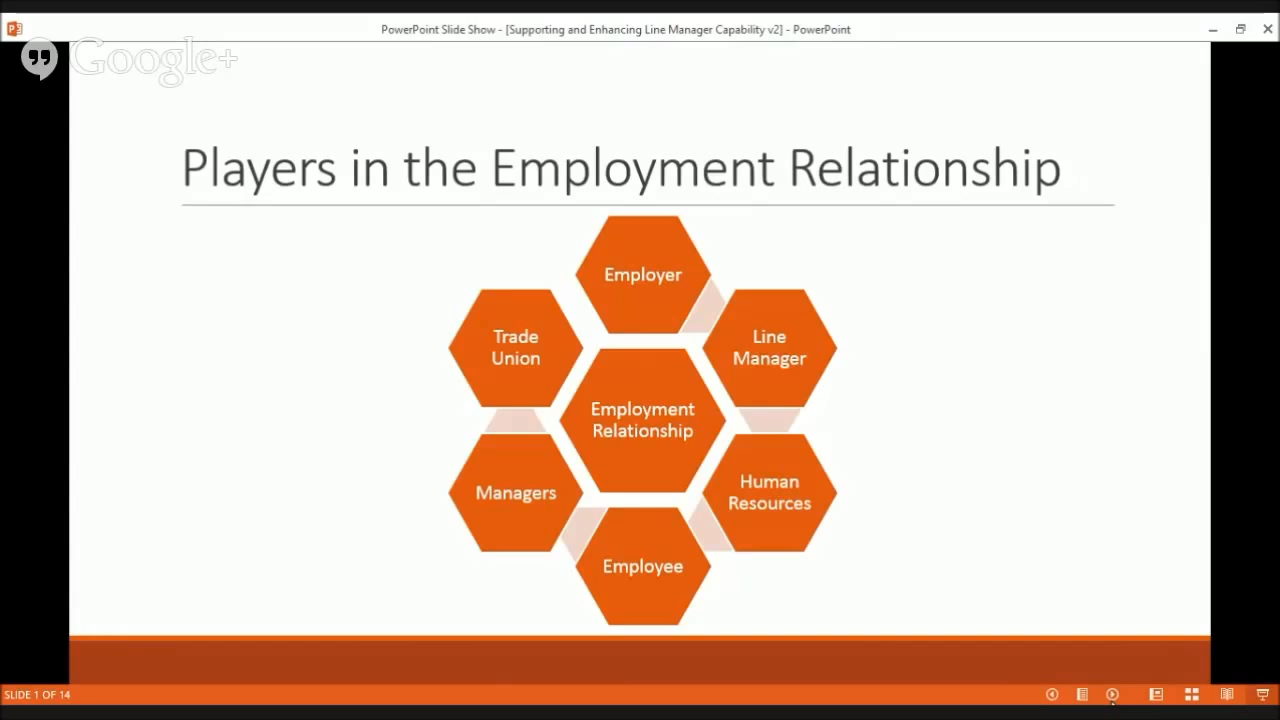 PowerPoint Slide Show - [Supporting and Enhancing Line Manager Capability v2] - PowerPoint
Google+
Players in the Employment Relationship
Employer
Trade
Union
Line
Manager
Employment
Relationship
Managers
Human
Resources
Employee
SLIDE 1 OF 14